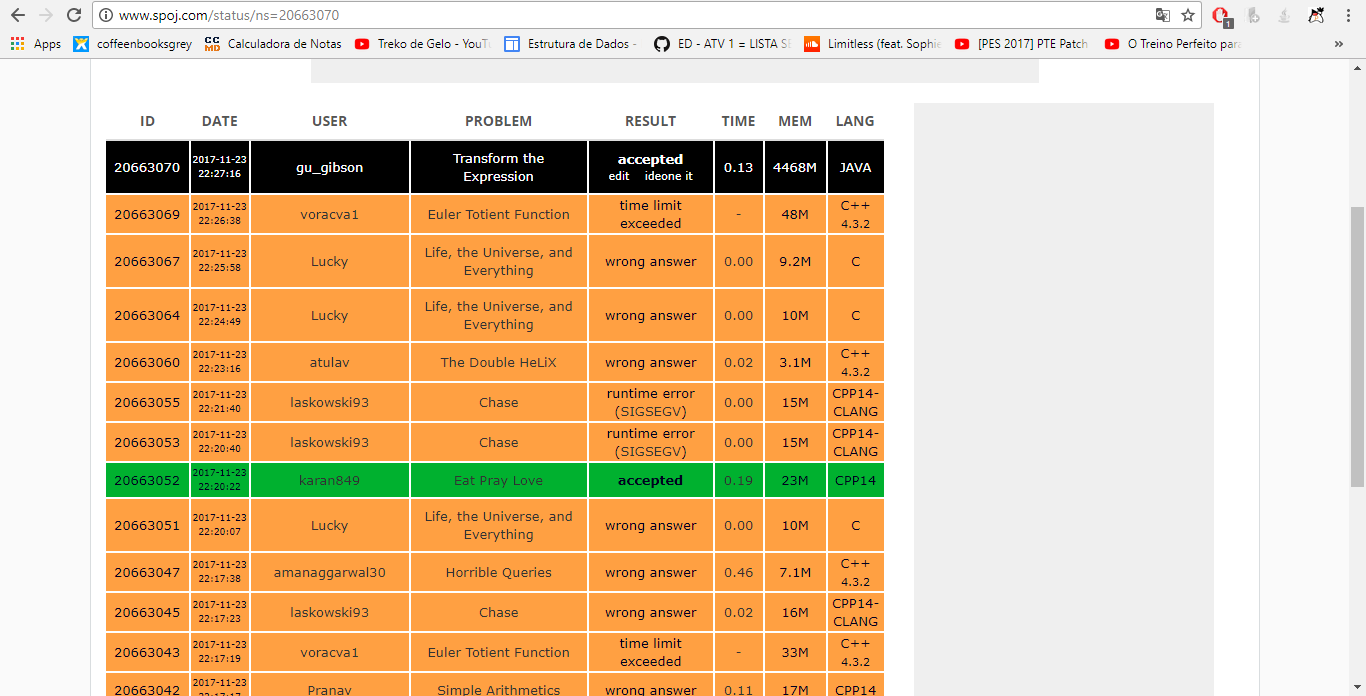 www.spoj.com/status/ns=20663070
1
Apps coffeenbooksgrey Calculadora de Notas Treko de Gelo - YouTu Estrutura de Dados - ED - ATV 1 = LISTA SE Limitless (feat. Sophie [PES 2017] PTE Patch O Treino Perfeito para »
ID DATE USER PROBLEM RESULT TIME MEM LANG
20663070 2017-11-23 22:27:16 gu_gibson Transform the Expression accepted edit ideone it 0.13 4468M JAVA
20663069 2017-11-23 22:26:38 voracva1 Euler Totient Function time limit exceeded - 48M C++ 4.3.2
20663067 2017-11-23 22:25:58 Lucky Life, the Universe, and Everything wrong answer 0.00 9.2M C
20663064 2017-11-23 22:24:49 Lucky Life, the Universe, and Everything wrong answer 0.00 10M C
20663060 2017-11-23 22:23:16 atulav The Double HeLiX wrong answer 0.02 3.1M C++ 4.3.2
20663055 2017-11-23 22:21:40 laskowski93 Chase runtime error (SIGSEGV) 0.00 15M CPP14-CLANG
20663053 2017-11-23 22:20:40 laskowski93 Chase runtime error (SIGSEGV) 0.00 15M CPP14-CLANG
20663052 2017-11-23 22:20:22 karan849 Eat Pray Love accepted 0.19 23M CPP14
20663051 2017-11-23 22:20:07 Lucky Life, the Universe, and Everything wrong answer 0.00 10M C
20663047 2017-11-23 22:17:38 amanaggarwal30 Horrible Queries wrong answer 0.46 7.1M C++ 4.3.2
20663045 2017-11-23 22:17:23 laskowski93 Chase wrong answer 0.02 16M CPP14-CLANG
20663043 2017-11-23 22:17:19 voracva1 Euler Totient Function time limit exceeded - 33M C++ 4.3.2
20663042 2017-11-23 22:17:17 Pranav Simple Arithmetics wrong answer 0.11 17M CPP14